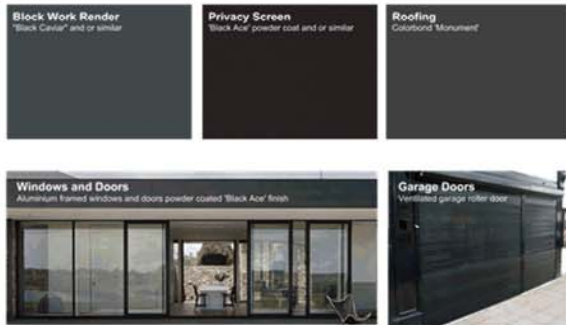 Block Work Render
"Black Caviar" and or similar
Privacy Screen
'Black Ace' powder coat and or similar
Roofing
Colorbond 'Monument'
Windows and Doors
Aluminium framed windows and doors powder coated 'Black Ace' finish
Garage Doors
Ventilated garage roller door